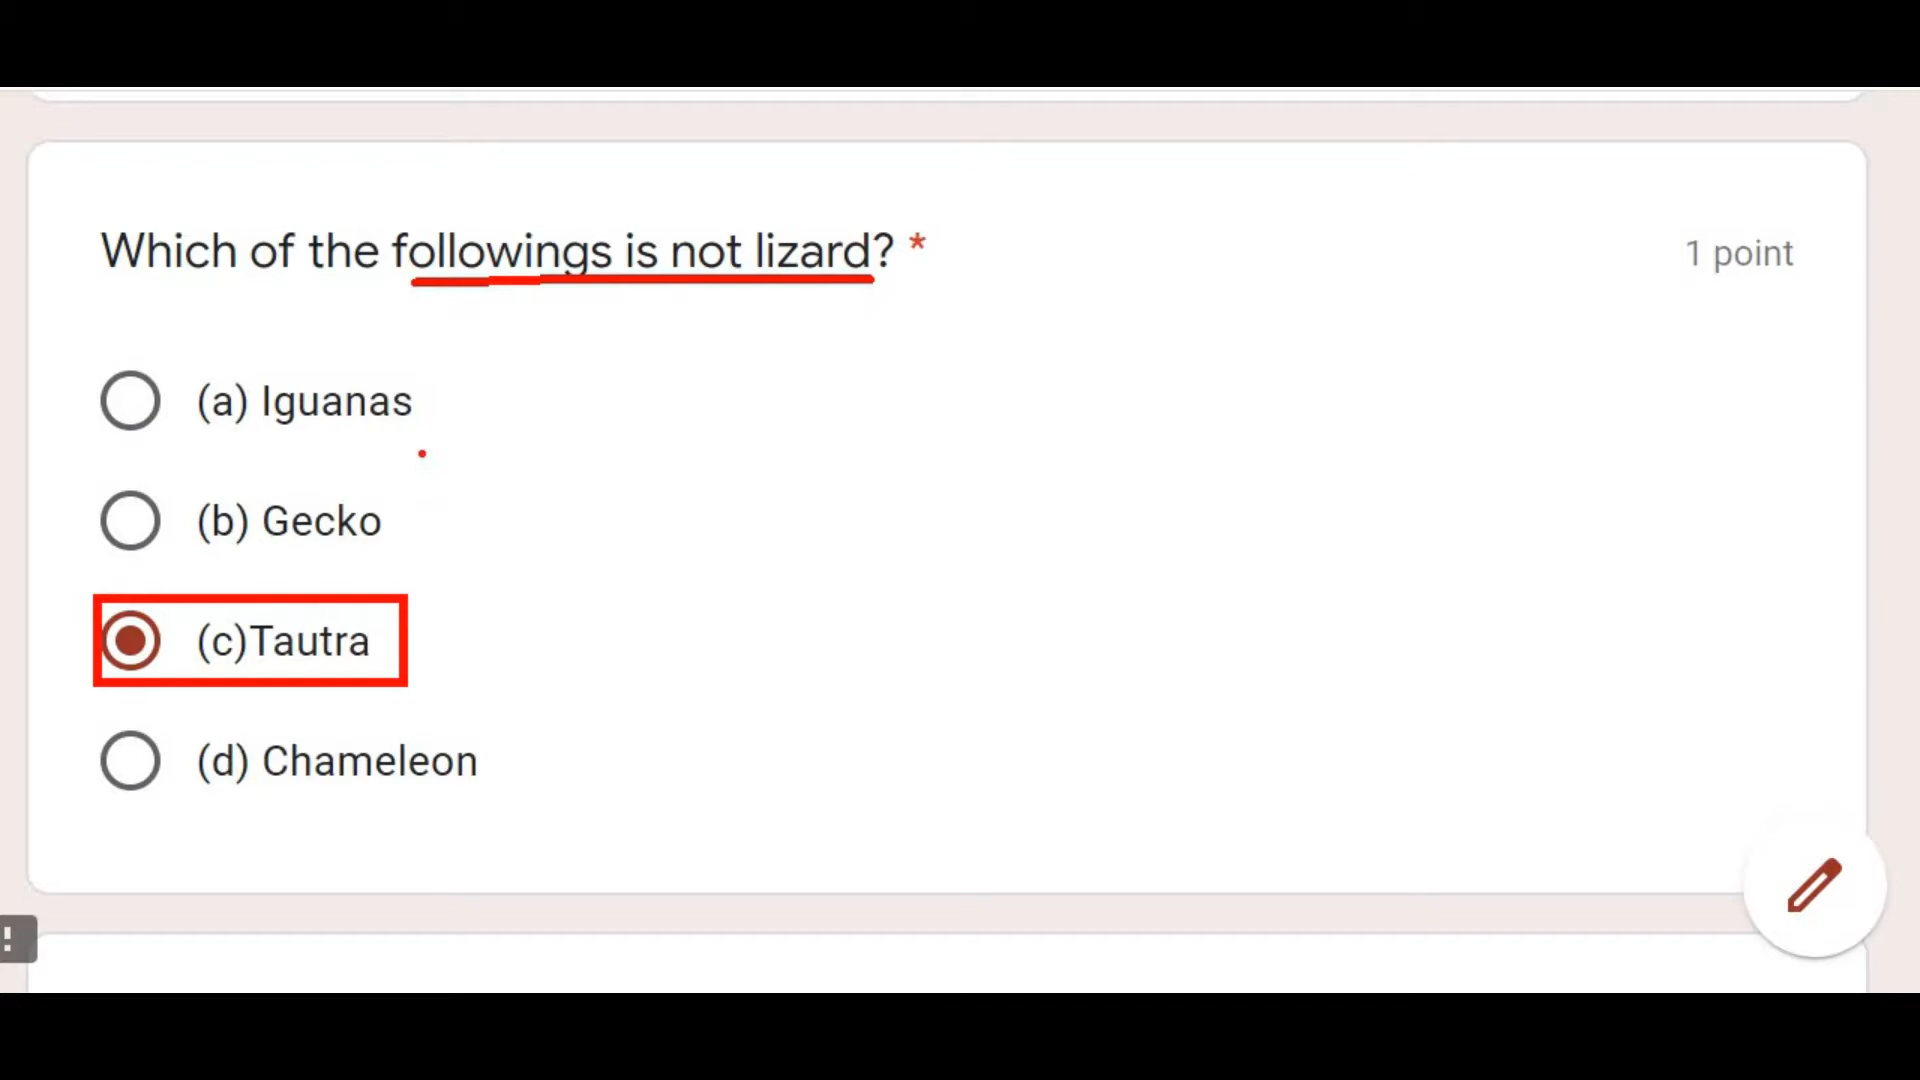 Which of the followings is not lizard? *
1 point
(a) Iguanas
(b) Gecko
(c)Tautra
(d) Chameleon